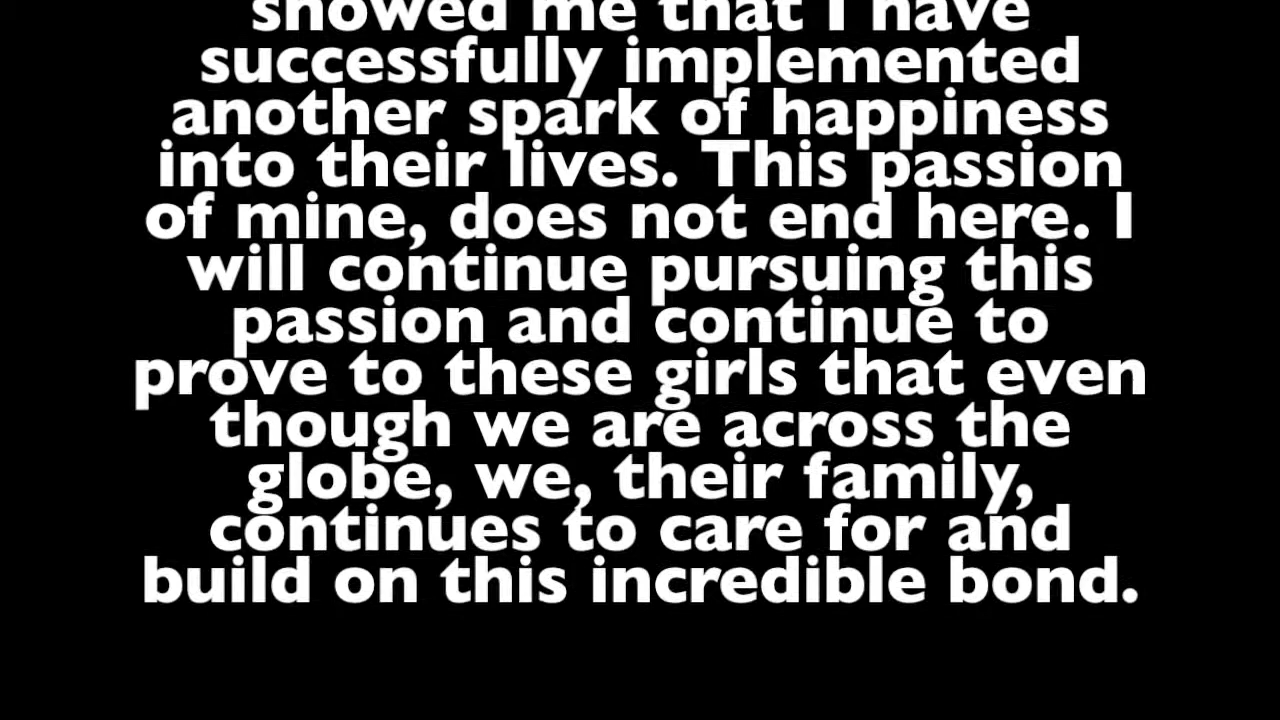 showed me that I have
successfully implemented
another spark of happiness
into their lives. This passion
of mine, does not end here. I
will continue pursuing this
passion and continue to
prove to these girls that even
though we are across the
globe, we, their family,
continues to care for and
build on this incredible bond.